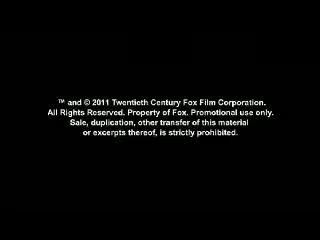 ™ and © 2011 Twentieth Century Fox Film Corporation.
All Rights Reserved. Property of Fox. Promotional use only.
Sale, duplication, other transfer of this material
or excerpts thereof, is strictly prohibited.